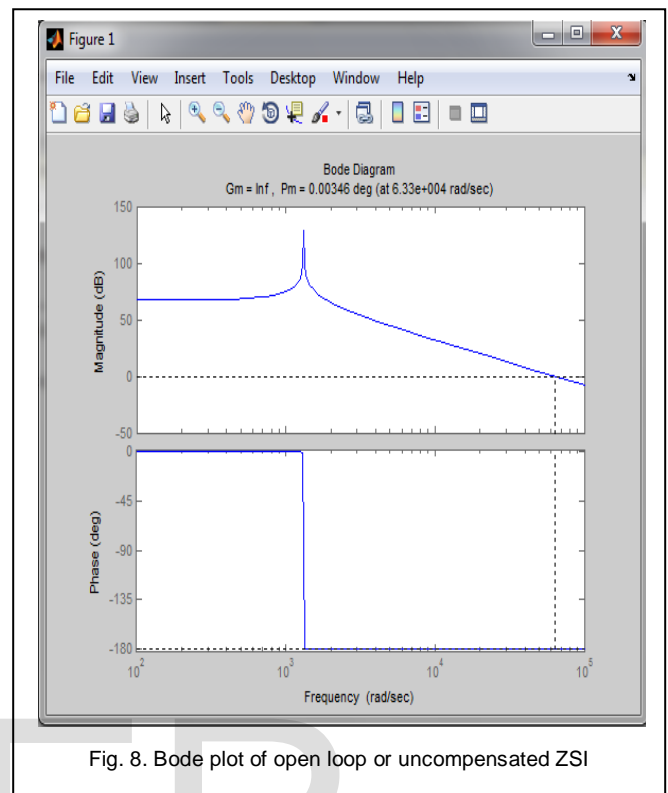 Figure 1
X
File Edit View Insert Tools Desktop Window Help
Bode Diagram
Gm = Inf , Pm = 0.00346 deg (at 6.33e+004 rad/sec)
150
100
50
0
-50
Magnitude (dB)
0
-45
-90
-135
-180
Phase (deg)
10^2 10^3 10^4 10^5
Frequency (rad/sec)
Fig. 8. Bode plot of open loop or uncompensated ZSI